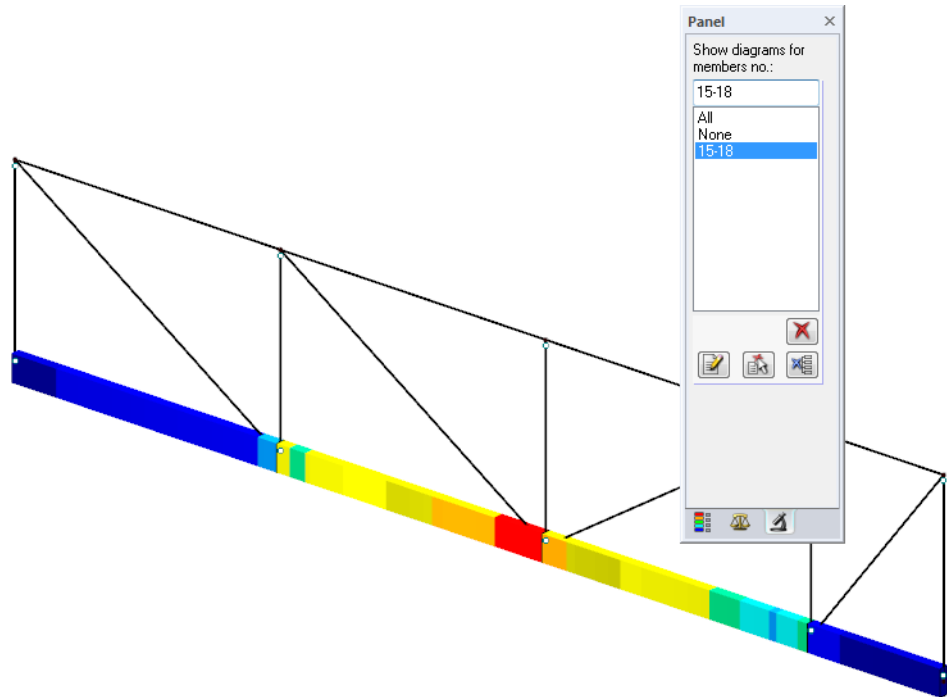 Panel
Show diagrams for
members no.:
15-18
All
None
15-18